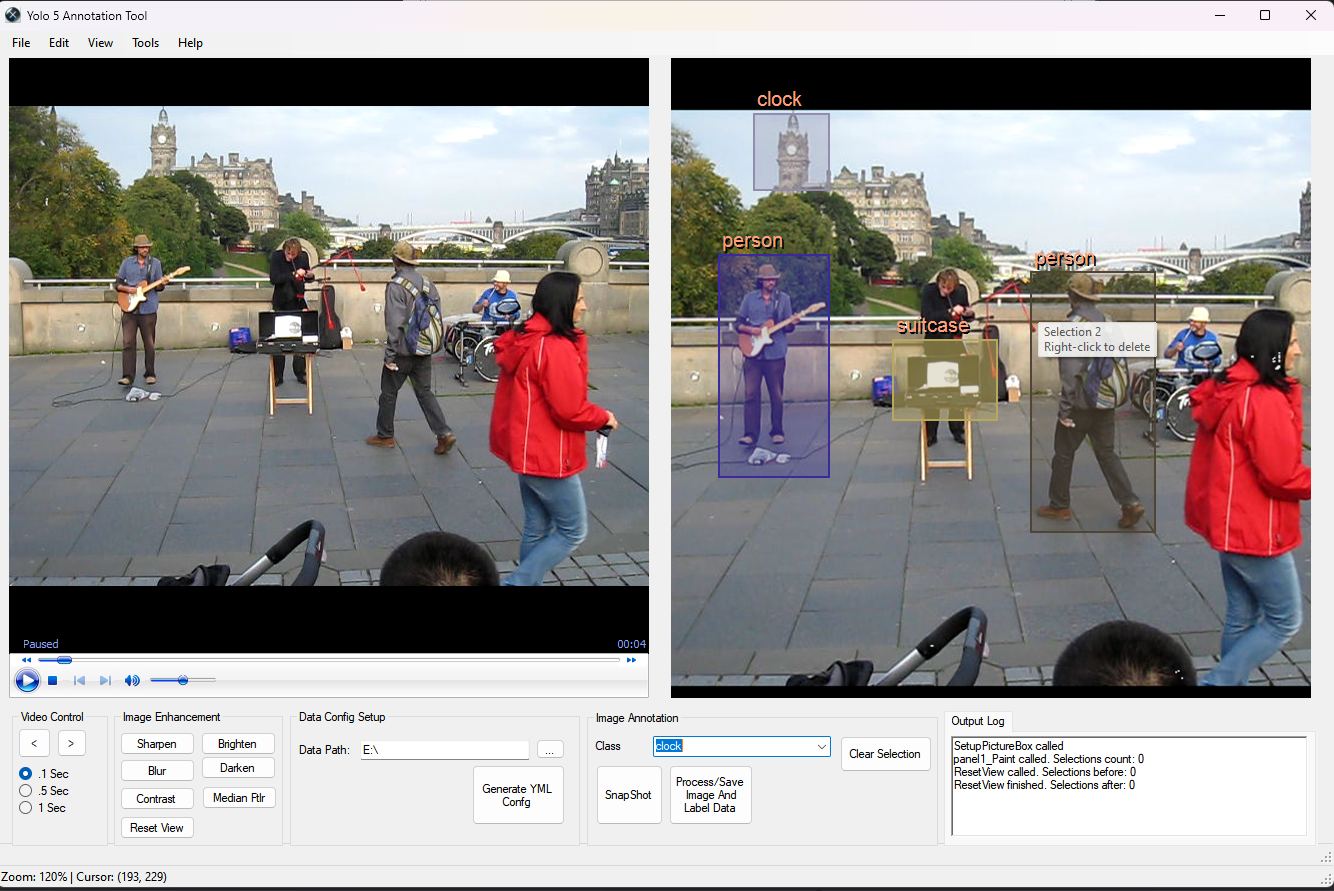 Yolo 5 Annotation Tool
File Edit View Tools Help
clock
person
person
suitcase
Selection 2
Right-click to delete
Paused 00:04
Video Control
< >
.1 Sec
.5 Sec
1 Sec
Image Enhancement
Sharpen Brighten
Blur Darken
Contrast Median Fltr
Reset View
Data Config Setup
Data Path: E:\ ...
Generate YML
Confg
Image Annotation
Class clock Clear Selection
SnapShot
Process/Save
Image And
Label Data
Output Log
SetupPictureBox called
panel1_Paint called. Selections count: 0
ResetView called. Selections before: 0
ResetView finished. Selections after: 0
Zoom: 120% | Cursor: (193, 229)